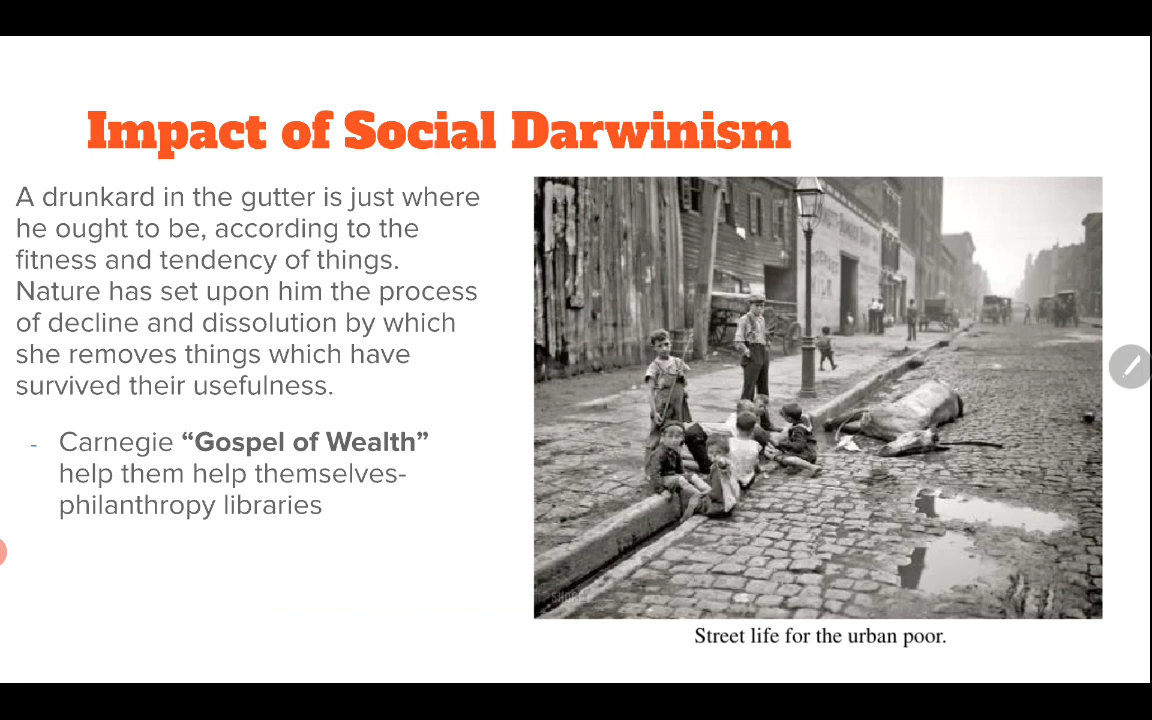 Impact of Social Darwinism
A drunkard in the gutter is just where
he ought to be, according to the
fitness and tendency of things.
Nature has set upon him the process
of decline and dissolution by which
she removes things which have
survived their usefulness.
- Carnegie “Gospel of Wealth”
help them help themselves-
philanthropy libraries
Street life for the urban poor.